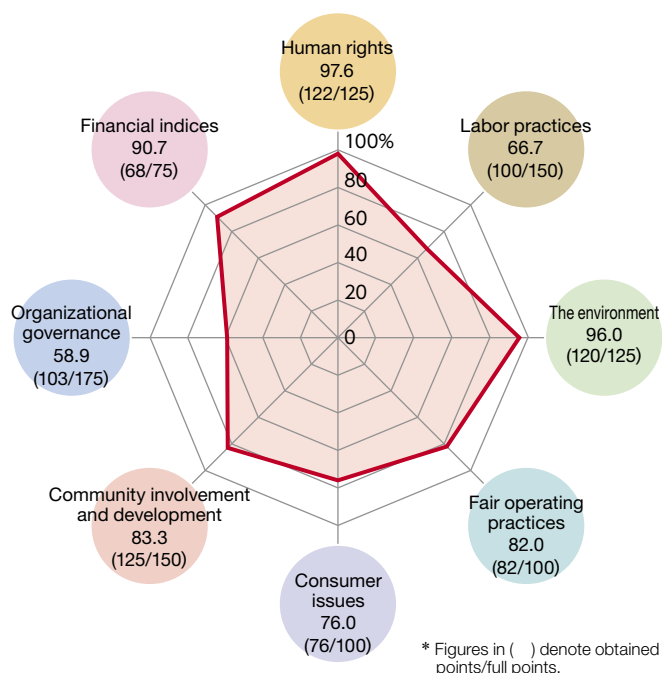 Human rights
97.6
(122/125)
Financial indices
90.7
(68/75)
Labor practices
66.7
(100/150)
100%
80
60
40
20
0
Organizational
governance
58.9
(103/175)
The environment
96.0
(120/125)
Community involvement
and development
83.3
(125/150)
Fair operating
practices
82.0
(82/100)
Consumer
issues
76.0
(76/100)
* Figures in ( ) denote obtained
points/full points.